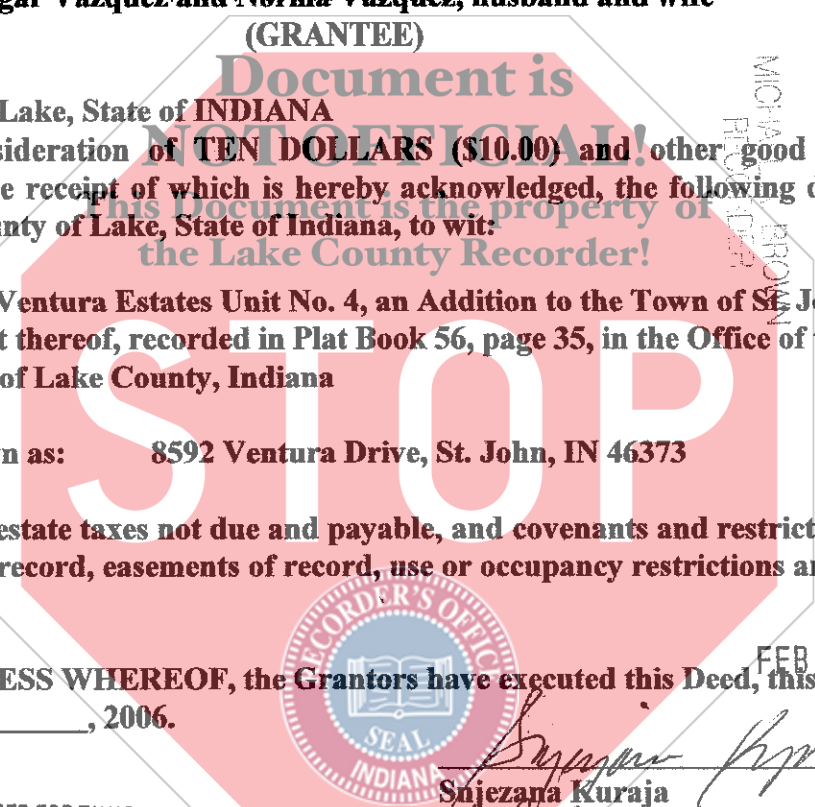 gar Vazquez and Norma Vazquez, husband and wife
(GRANTEE)
Document is
Lake, State of INDIANA
NOT OFFICIAL!
sideration of TEN DOLLARS ($10.00) and other good
e receipt of which is hereby acknowledged, the following d
This Document is the property of
nty of Lake, State of Indiana, to wit:
the Lake County Recorder!
MICHAEL A. BROWN
RECORDER
Ventura Estates Unit No. 4, an Addition to the Town of St. Jo
t thereof, recorded in Plat Book 56, page 35, in the Office of
of Lake County, Indiana
STOP
n as: 8592 Ventura Drive, St. John, IN 46373
estate taxes not due and payable, and covenants and restrict
record, easements of record, use or occupancy restrictions a
RECORDER'S OFFICE
SEAL
INDIANA
FEB
ESS WHEREOF, the Grantors have executed this Deed, this
, 2006.
Snjezana Kuraja